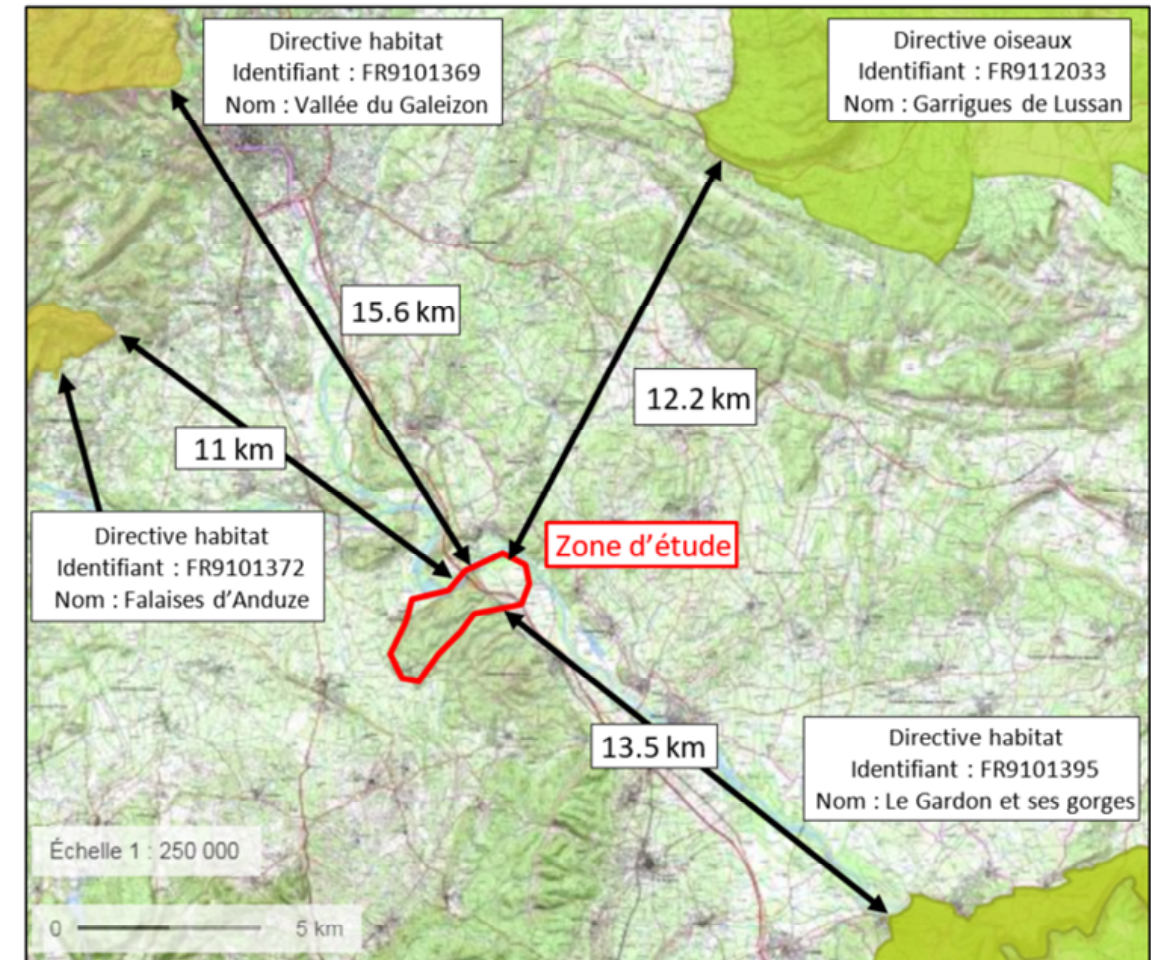 Directive habitat
Identifiant : FR9101369
Nom : Vallée du Galeizon
Directive oiseaux
Identifiant : FR9112033
Nom : Garrigues de Lussan
15.6 km
12.2 km
11 km
Directive habitat
Identifiant : FR9101372
Nom : Falaises d'Anduze
Zone d'étude
13.5 km
Directive habitat
Identifiant : FR9101395
Nom : Le Gardon et ses gorges
Échelle 1 : 250 000
0 5 km